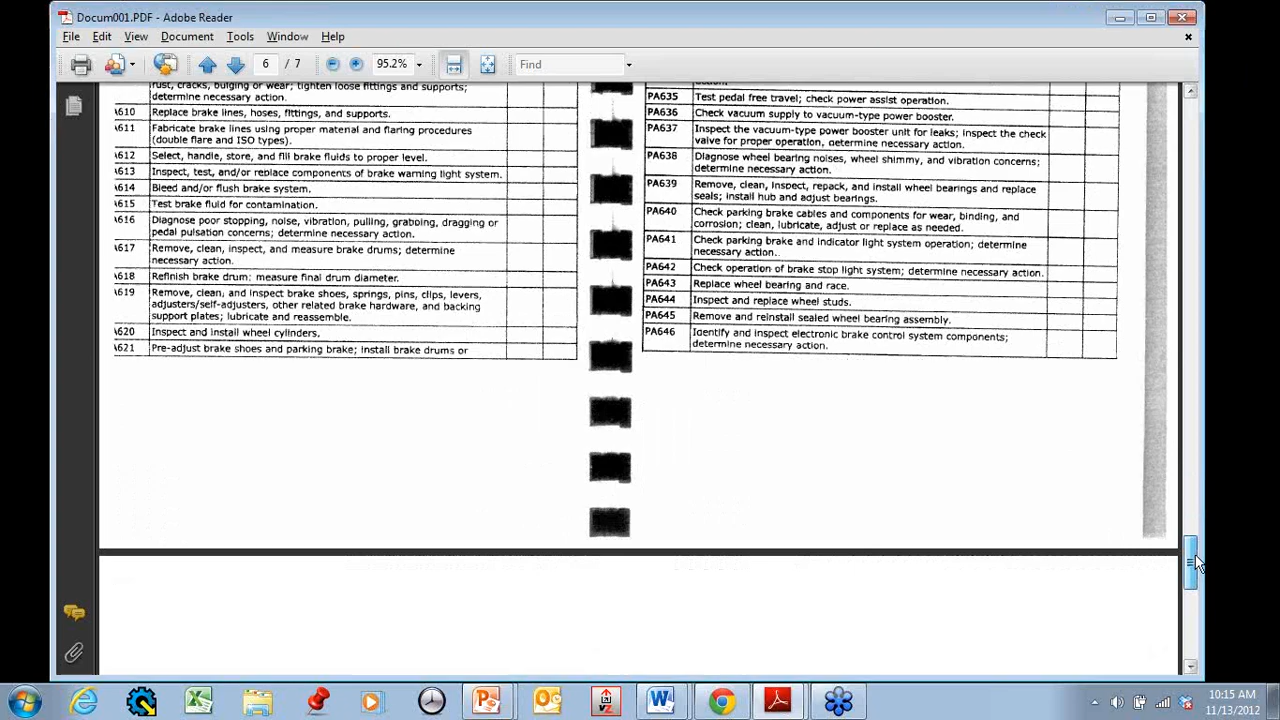 Docum001.PDF - Adobe Reader
File Edit View Document Tools Window Help
6 / 7 95.2% Find
rust, cracks, bulging or wear; tighten loose fittings and supports;
determine necessary action.
A610 Replace brake lines, hoses, fittings, and supports.
A611 Fabricate brake lines using proper material and flaring procedures
(double flare and ISO types).
A612 Select, handle, store, and fill brake fluids to proper level.
A613 Inspect, test, and/or replace components of brake warning light system.
A614 Bleed and/or flush brake system.
A615 Test brake fluid for contamination.
A616 Diagnose poor stopping, noise, vibration, pulling, grabbing, dragging or
pedal pulsation concerns; determine necessary action.
A617 Remove, clean, inspect, and measure brake drums; determine
necessary action.
A618 Refinish brake drum; measure final drum diameter.
A619 Remove, clean, and inspect brake shoes, springs, pins, clips, levers,
adjusters/self-adjusters, other related brake hardware, and backing
support plates; lubricate and reassemble.
A620 Inspect and install wheel cylinders.
A621 Pre-adjust brake shoes and parking brake; install brake drums or
action.
PA635 Test pedal free travel; check power assist operation.
PA636 Check vacuum supply to vacuum-type power booster.
PA637 Inspect the vacuum-type power booster unit for leaks; inspect the check
valve for proper operation, determine necessary action.
PA638 Diagnose wheel bearing noises, wheel shimmy, and vibration concerns;
determine necessary action.
PA639 Remove, clean, inspect, repack, and install wheel bearings and replace
seals; install hub and adjust bearings.
PA640 Check parking brake cables and components for wear, binding, and
corrosion; clean, lubricate, adjust or replace as needed.
PA641 Check parking brake and indicator light system operation; determine
necessary action..
PA642 Check operation of brake stop light system; determine necessary action.
PA643 Replace wheel bearing and race.
PA644 Inspect and replace wheel studs.
PA645 Remove and reinstall sealed wheel bearing assembly.
PA646 Identify and inspect electronic brake control system components;
determine necessary action.
10:15 AM
11/13/2012